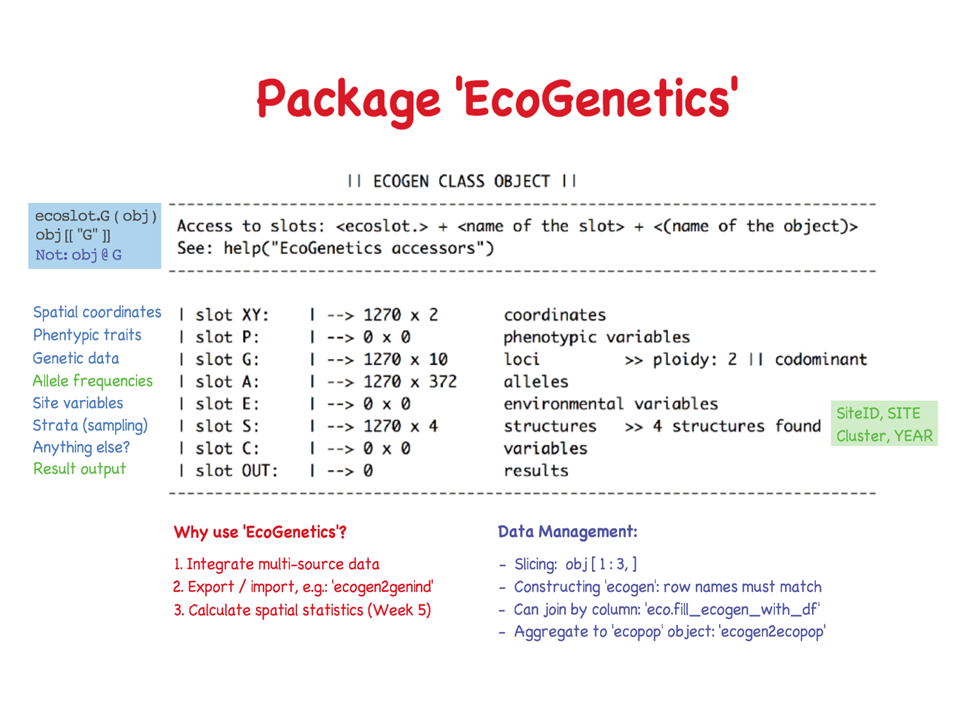 Package 'EcoGenetics'
|| ECOGEN CLASS OBJECT ||
ecoslot.G ( obj )
obj [[ "G" ]]
Not: obj @ G
--------------------------------------------------------------------------------
Access to slots: <ecoslot.> + <name of the slot> + <(name of the object)>
See: help("EcoGenetics accessors")
--------------------------------------------------------------------------------
Spatial coordinates | slot XY: | --> 1270 x 2 coordinates
Phentypic traits | slot P: | --> 0 x 0 phenotypic variables
Genetic data | slot G: | --> 1270 x 10 loci >> ploidy: 2 || codominant
Allele frequencies | slot A: | --> 1270 x 372 alleles
Site variables | slot E: | --> 0 x 0 environmental variables
Strata (sampling) | slot S: | --> 1270 x 4 structures >> 4 structures found
SiteID, SITE
Cluster, YEAR
Anything else? | slot C: | --> 0 x 0 variables
Result output | slot OUT: | --> 0 results
--------------------------------------------------------------------------------
Why use 'EcoGenetics'?
1. Integrate multi-source data
2. Export / import, e.g.: 'ecogen2genind'
3. Calculate spatial statistics (Week 5)
Data Management:
- Slicing: obj [ 1 : 3, ]
- Constructing 'ecogen': row names must match
- Can join by column: 'eco.fill_ecogen_with_df'
- Aggregate to 'ecopop' object: 'ecogen2ecopop'